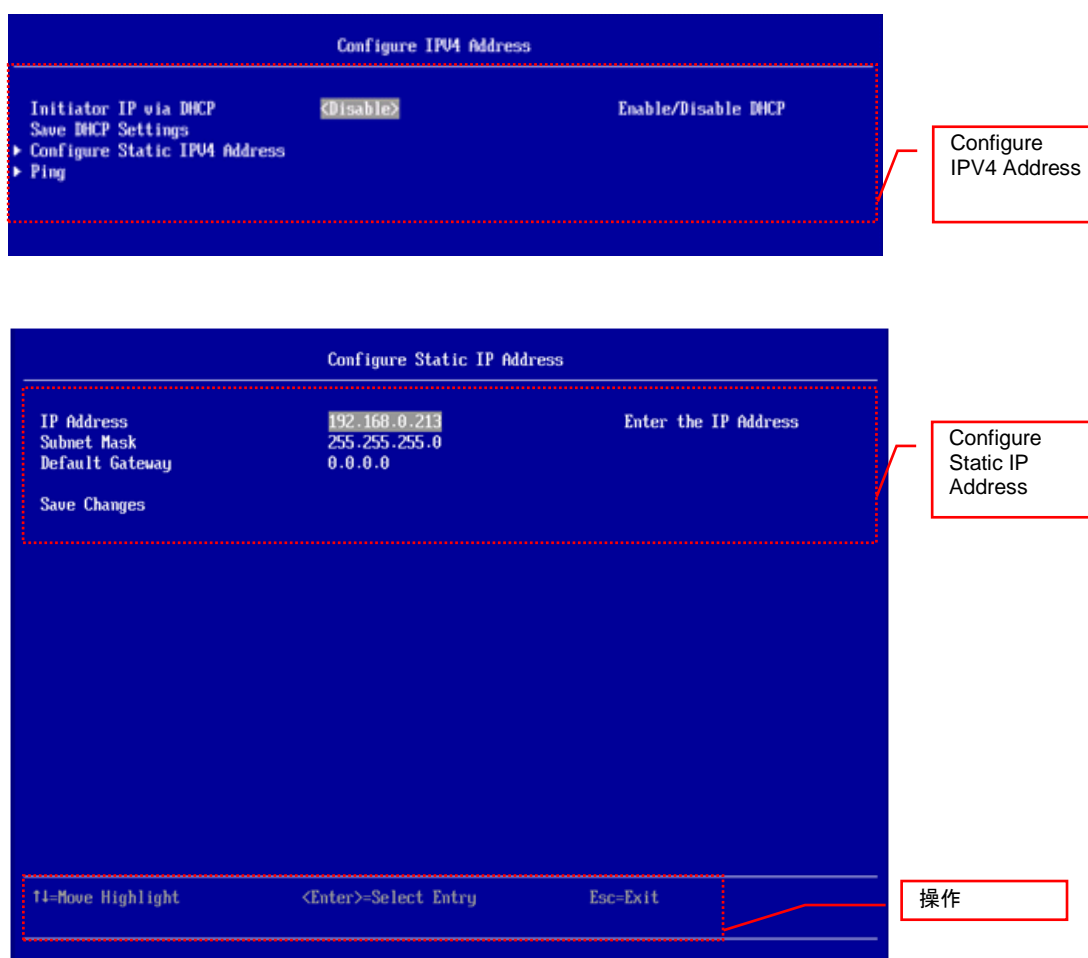 Configure IPV4 Address
Initiator IP via DHCP <Disable> Enable/Disable DHCP
Save DHCP Settings
▶ Configure Static IPV4 Address
▶ Ping
Configure
IPV4 Address
Configure Static IP Address
IP Address 192.168.0.213 Enter the IP Address
Subnet Mask 255.255.255.0
Default Gateway 0.0.0.0
Save Changes
Configure
Static IP
Address
↑↓=Move Highlight <Enter>=Select Entry Esc=Exit
操作